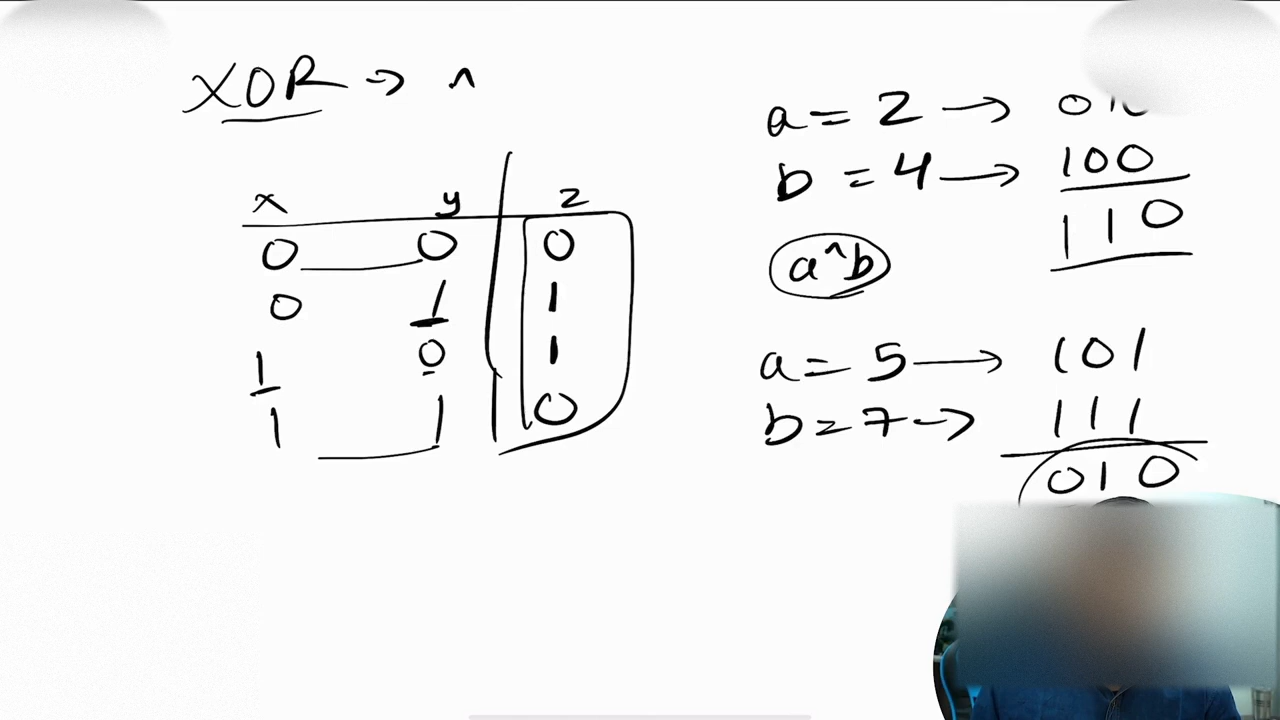 XOR → ^
x y z
0 0 0
0 1 1
1 0 1
1 1 0
a = 2 →
b = 4 → 100
110
a^b
a = 5 → 101
b = 7 → 111
010